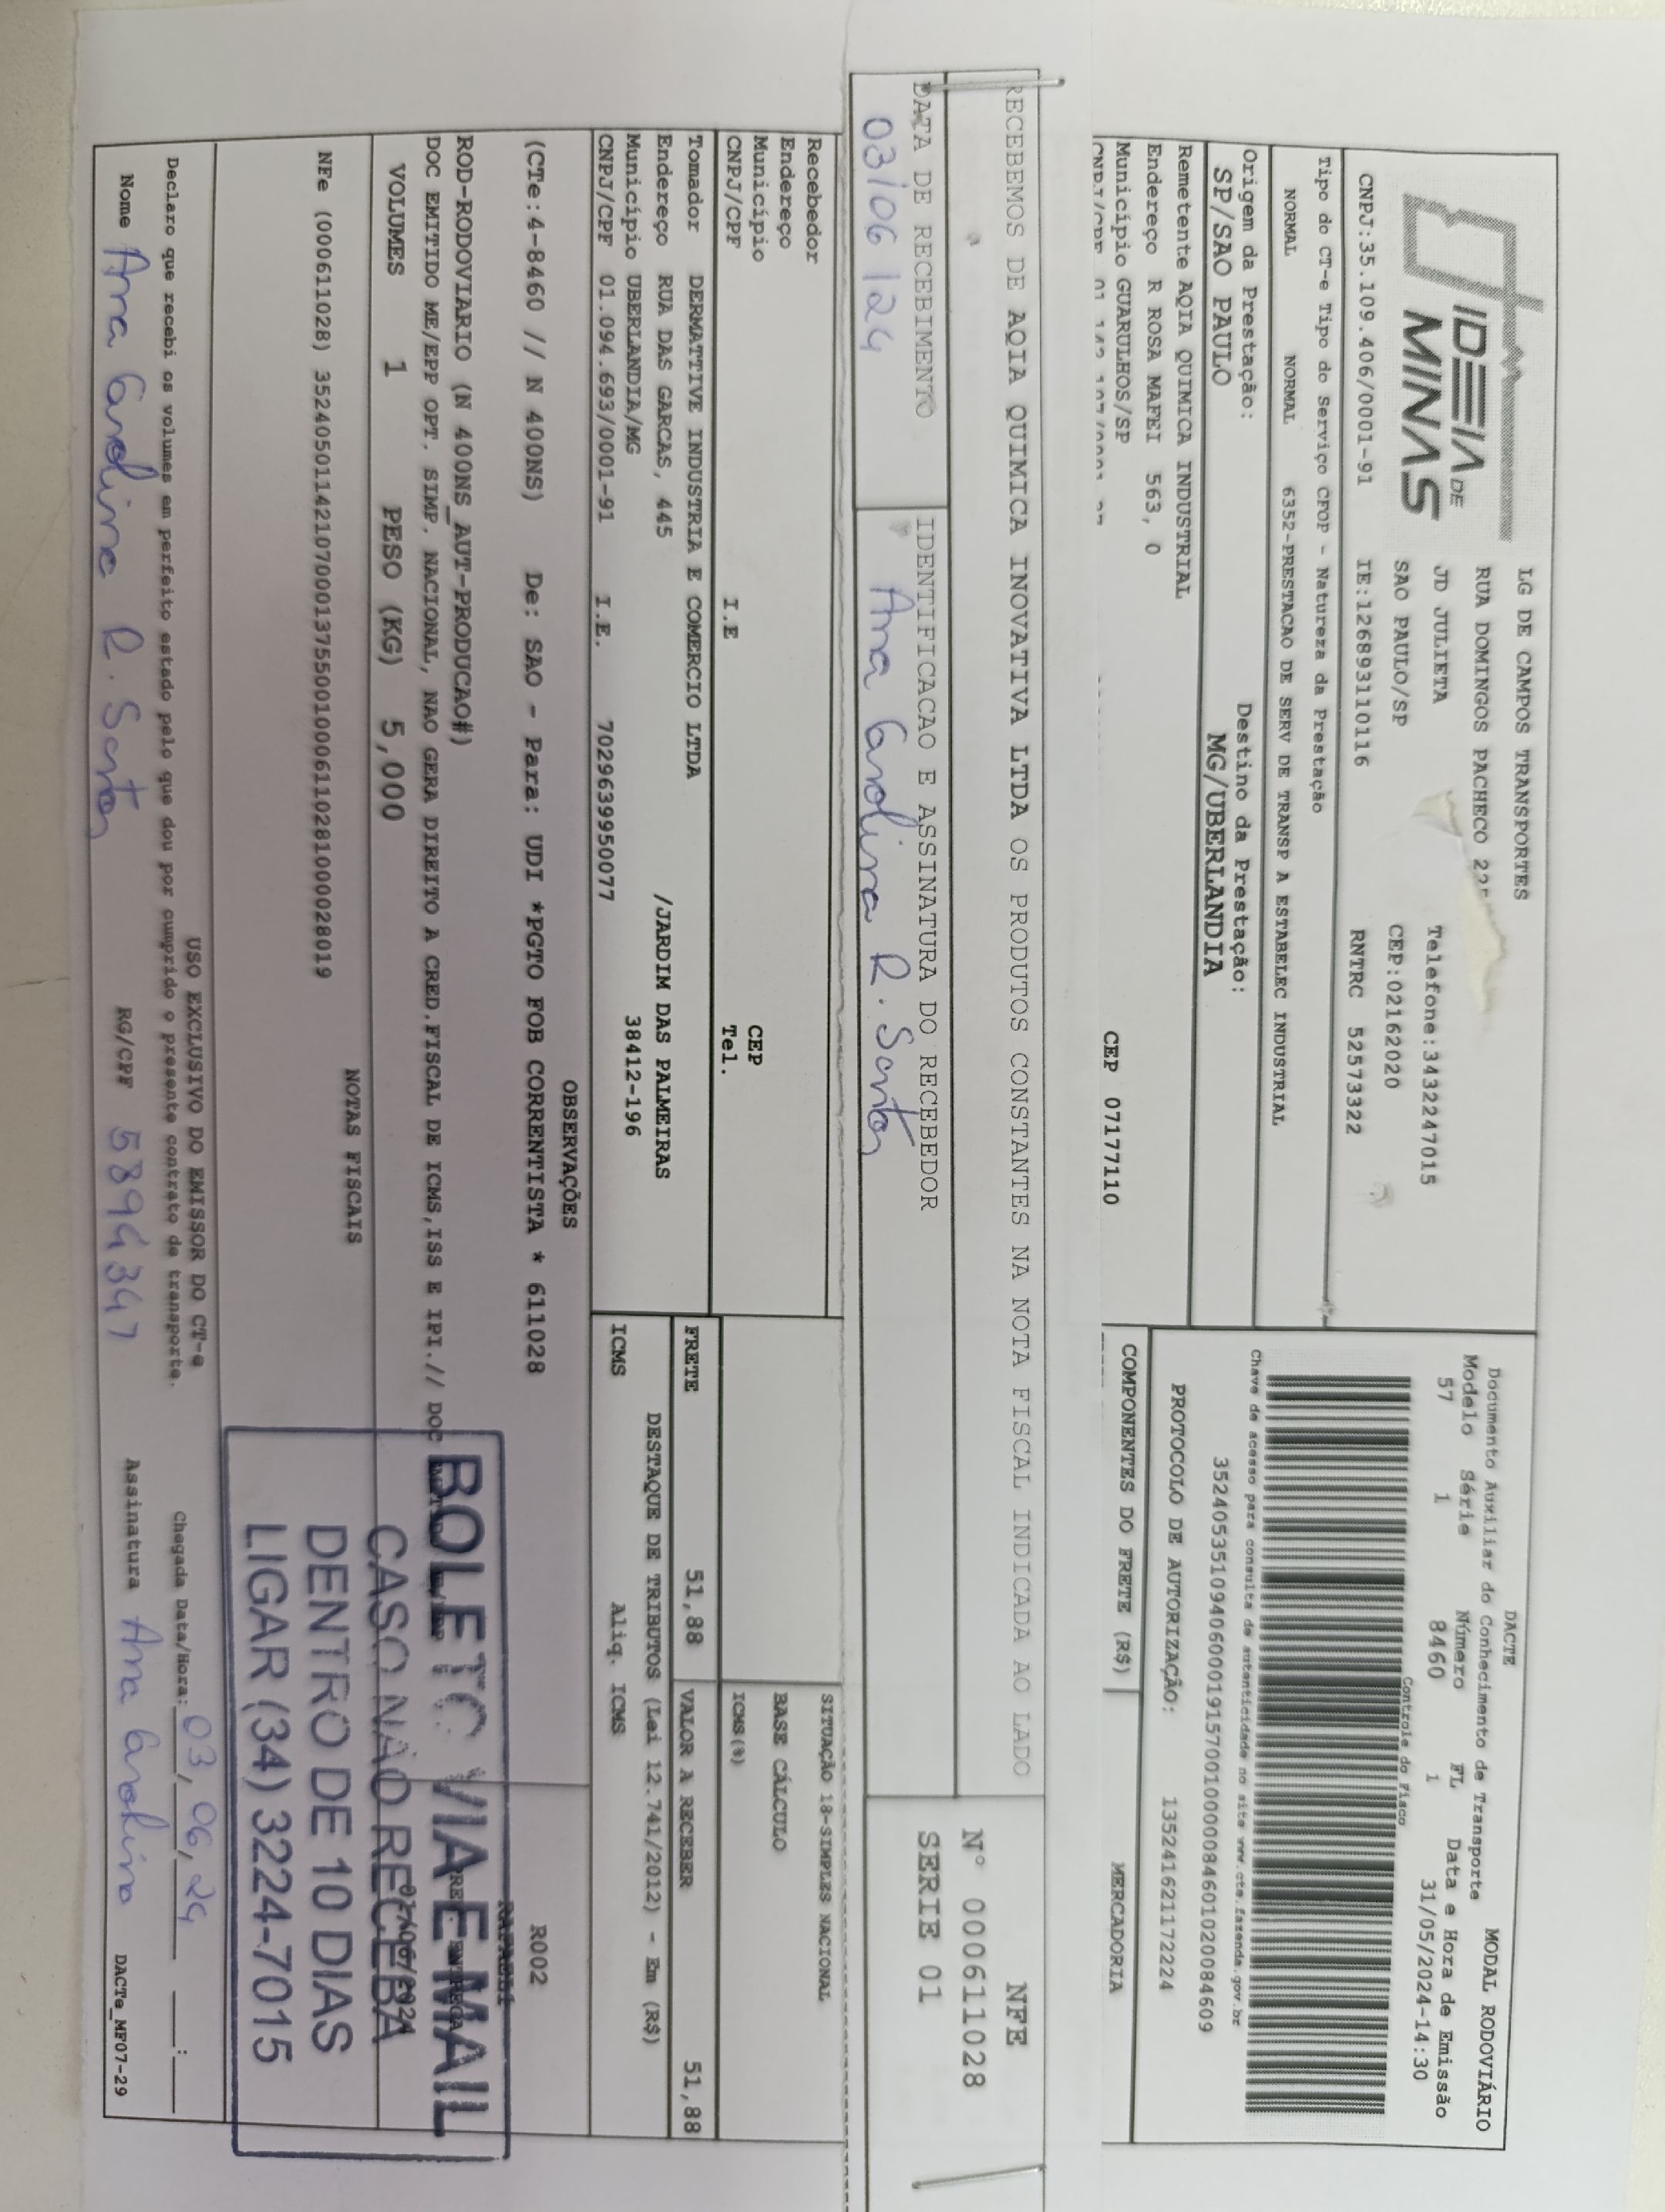 IDEIA DE
MINAS
LG DE CAMPOS TRANSPORTES
RUA DOMINGOS PACHECO
JD JULIETA Telefone:3432247015
SAO PAULO/SP CEP:02162020
CNPJ:35.109.406/0001-91 IE:126893110116 RNTRC 52573322
DACTE MODAL RODOVIÁRIO
Documento Auxiliar do Conhecimento de Transporte
Modelo Série Número FL Data e Hora de Emissão
57 1 8460 1 31/05/2024-14:30
Controle do Fisco
Tipo do CT-e Tipo do Serviço CFOP - Natureza da Prestação
NORMAL NORMAL 6352-PRESTACAO DE SERV DE TRANSP A ESTABELEC INDUSTRIAL
Chave de acesso para consulta de autenticidade no site www.cte.fazenda.gov.br
35240535109406000191570010000084601020084609
Origem da Prestação: Destino da Prestação:
SP/SAO PAULO MG/UBERLANDIA
PROTOCOLO DE AUTORIZAÇÃO: 135241621172224
Remetente AQIA QUIMICA INDUSTRIAL
Endereço R ROSA MAFEI 563, 0
Município GUARULHOS/SP CEP 07177110
COMPONENTES DO FRETE (R$) MERCADORIA
CNPJ/CPF
RECEBEMOS DE AQIA QUIMICA INOVATIVA LTDA OS PRODUTOS CONSTANTES NA NOTA FISCAL INDICADA AO LADO
NFE
N° 000611028
SERIE 01
DATA DE RECEBIMENTO IDENTIFICACAO E ASSINATURA DO RECEBEDOR
03/06/24 Ana Carolina R. Santos
Recebedor
Endereço
Município CEP
CNPJ/CPF I.E Tel.
SITUAÇÃO 18-SIMPLES NACIONAL
BASE CÁLCULO
ICMS(%)
Tomador DERMATTIVE INDUSTRIA E COMERCIO LTDA
Endereço RUA DAS GARCAS, 445 /JARDIM DAS PALMEIRAS
Município UBERLANDIA/MG 38412-196
CNPJ/CPF 01.094.693/0001-91 I.E. 7029639950077
FRETE 51,88 VALOR A RECEBER 51,88
DESTAQUE DE TRIBUTOS (Lei 12.741/2012) - Em (R$)
ICMS Aliq. ICMS
OBSERVAÇÕES
(CTe:4-8460 // N 400NS) De: SAO - Para: UDI *PGTO FOB CORRENTISTA * 611028
R002
ROD-RODOVIARIO (N 400NS_AUT-PRODUCAO#)
DOC EMITIDO ME/EPP OPT. SIMP. NACIONAL, NAO GERA DIREITO A CRED.FISCAL DE ICMS,ISS E IPI.// DOC
VOLUMES 1 PESO (KG) 5,000
BOLETO VIA E-MAIL
CASO NÃO RECEBA
DENTRO DE 10 DIAS
LIGAR (34) 3224-7015
NOTAS FISCAIS
NFe (000611028) 35240501142107000137550010006110281000028019
USO EXCLUSIVO DO EMISSOR DO CT-e
Declaro que recebi os volumes em perfeito estado pelo que dou por cumprido o presente contrato de transporte. Chegada Data/Hora: 03/06/24 __:__
Nome Ana Carolina R. Santos RG/CPF Assinatura Ana Carolina
DACTe_MF07-29